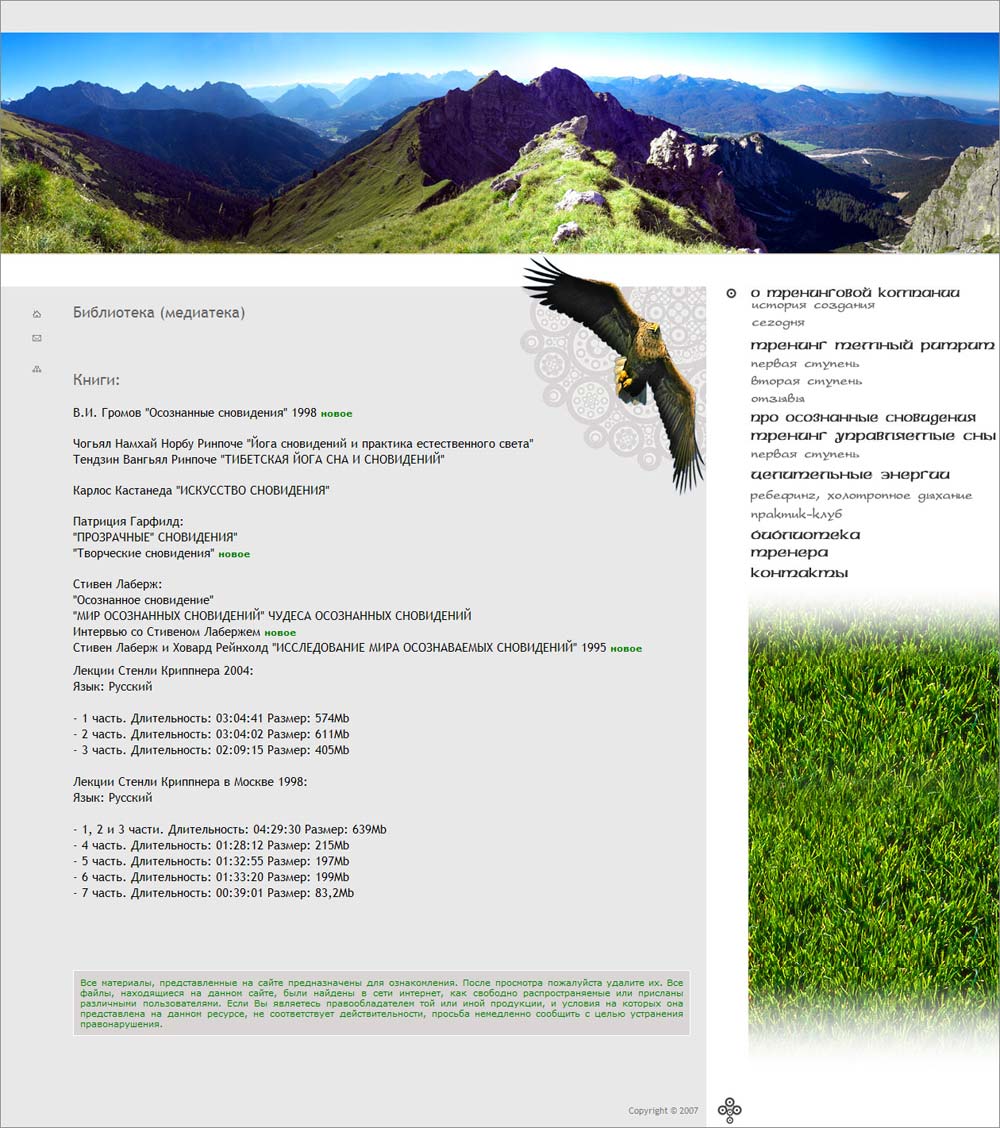 Библиотека (медиатека)
Книги:
В.И. Громов "Осознанные сновидения" 1998 новое
Чогьял Намхай Норбу Ринпоче "Йога сновидений и практика естественного света"
Тендзин Вангьял Ринпоче "ТИБЕТСКАЯ ЙОГА СНА И СНОВИДЕНИЙ"
Карлос Кастанеда "ИСКУССТВО СНОВИДЕНИЯ"
Патриция Гарфилд:
"ПРОЗРАЧНЫЕ" СНОВИДЕНИЯ"
"Творческие сновидения" новое
Стивен Лаберж:
"Осознанное сновидение"
"МИР ОСОЗНАННЫХ СНОВИДЕНИЙ" ЧУДЕСА ОСОЗНАННЫХ СНОВИДЕНИЙ
Интервью со Стивеном Лабержем новое
Стивен Лаберж и Ховард Рейнхолд "ИССЛЕДОВАНИЕ МИРА ОСОЗНАВАЕМЫХ СНОВИДЕНИЙ" 1995 новое
Лекции Стенли Криппнера 2004:
Язык: Русский
- 1 часть. Длительность: 03:04:41 Размер: 574Mb
- 2 часть. Длительность: 03:04:02 Размер: 611Mb
- 3 часть. Длительность: 02:09:15 Размер: 405Mb
Лекции Стенли Криппнера в Москве 1998:
Язык: Русский
- 1, 2 и 3 части. Длительность: 04:29:30 Размер: 639Mb
- 4 часть. Длительность: 01:28:12 Размер: 215Mb
- 5 часть. Длительность: 01:32:55 Размер: 197Mb
- 6 часть. Длительность: 01:33:20 Размер: 199Mb
- 7 часть. Длительность: 00:39:01 Размер: 83,2Mb
Все материалы, представленные на сайте предназначены для ознакомления. После просмотра пожалуйста удалите их. Все
файлы, находящиеся на данном сайте, были найдены в сети интернет, как свободно распространяемые или присланы
различными пользователями. Если Вы являетесь правообладателем той или иной продукции, и условия на которых она
представлена на данном ресурсе, не соответствует действительности, просьба немедленно сообщить с целью устранения
правонарушения.
Copyright © 2007
о тренинговой компании
история создания
сегодня
тренинг темный ритрит
первая ступень
вторая ступень
отзывы
про осознанные сновидения
тренинг управляемые сны
первая ступень
целительные энергии
ребефинг, холотропное дыхание
практик-клуб
библиотека
тренера
контакты